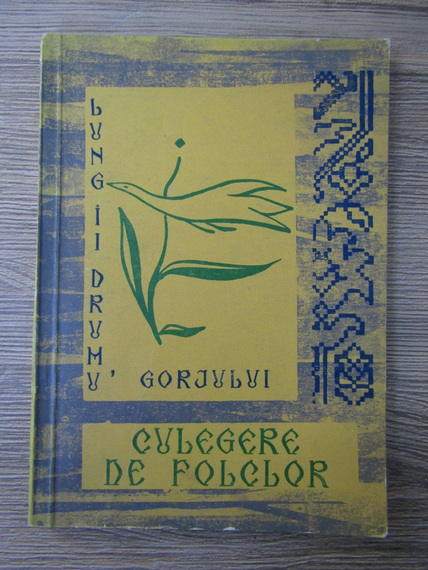 LUNG ÎI DRUMU'
GORJULUI
CULEGERE
DE FOLCLOR